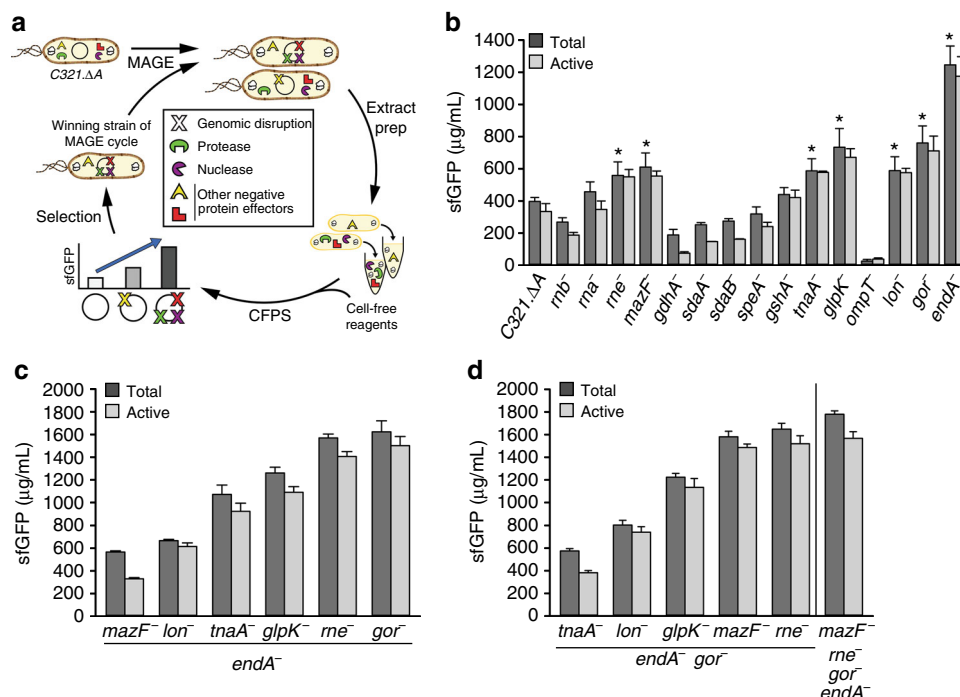 a
C321.ΔA
MAGE
Winning strain of
MAGE cycle
Genomic disruption
Protease
Nuclease
Other negative
protein effectors
Extract
prep
Selection
sfGFP
CFPS
Cell-free
reagents
b
Total
Active
sfGFP (µg/mL)
1400
1200
1000
800
600
400
200
0
* * * * * * *
C321.ΔA rnb⁻ rna⁻ rne⁻ mazF⁻ gdhA⁻ sdaA⁻ sdaB⁻ speA⁻ gshA⁻ tnaA⁻ glpK⁻ ompT⁻ lon⁻ gor⁻ endA⁻
c
Total
Active
sfGFP (µg/mL)
2000
1800
1600
1400
1200
1000
800
600
400
200
0
mazF⁻ lon⁻ tnaA⁻ glpK⁻ rne⁻ gor⁻
endA⁻
d
Total
Active
sfGFP (µg/mL)
2000
1800
1600
1400
1200
1000
800
600
400
200
0
tnaA⁻ lon⁻ glpK⁻ mazF⁻ rne⁻ mazF⁻
endA⁻ gor⁻
rne⁻
gor⁻
endA⁻